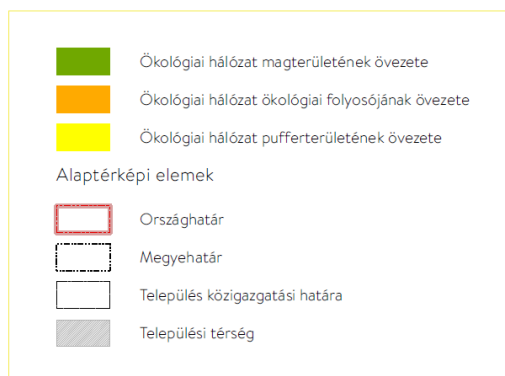 Ökológiai hálózat magterületének övezete
Ökológiai hálózat ökológiai folyosójának övezete
Ökológiai hálózat pufferterületének övezete
Alaptérképi elemek
Országhatár
Megyehatár
Település közigazgatási határa
Települési térség